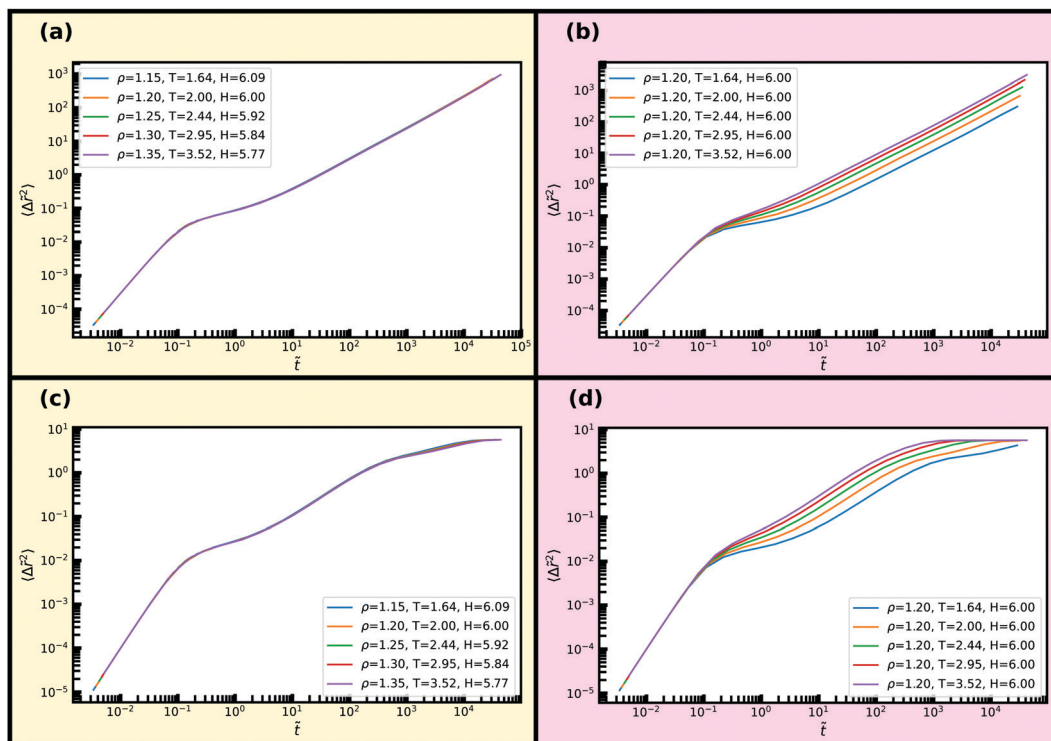 (a)
10³
10²
10¹
10⁰
10⁻¹
10⁻²
10⁻³
10⁻⁴
⟨Δr̃²⟩
ρ=1.15, T=1.64, H=6.09
ρ=1.20, T=2.00, H=6.00
ρ=1.25, T=2.44, H=5.92
ρ=1.30, T=2.95, H=5.84
ρ=1.35, T=3.52, H=5.77
10⁻² 10⁻¹ 10⁰ 10¹ 10² 10³ 10⁴ 10⁵
t̃
(b)
10³
10²
10¹
10⁰
10⁻¹
10⁻²
10⁻³
10⁻⁴
⟨Δr̃²⟩
ρ=1.20, T=1.64, H=6.00
ρ=1.20, T=2.00, H=6.00
ρ=1.20, T=2.44, H=6.00
ρ=1.20, T=2.95, H=6.00
ρ=1.20, T=3.52, H=6.00
10⁻² 10⁻¹ 10⁰ 10¹ 10² 10³ 10⁴
t̃
(c)
10¹
10⁰
10⁻¹
10⁻²
10⁻³
10⁻⁴
10⁻⁵
⟨Δr̃²⟩
ρ=1.15, T=1.64, H=6.09
ρ=1.20, T=2.00, H=6.00
ρ=1.25, T=2.44, H=5.92
ρ=1.30, T=2.95, H=5.84
ρ=1.35, T=3.52, H=5.77
10⁻² 10⁻¹ 10⁰ 10¹ 10² 10³ 10⁴
t̃
(d)
10¹
10⁰
10⁻¹
10⁻²
10⁻³
10⁻⁴
10⁻⁵
⟨Δr̃²⟩
ρ=1.20, T=1.64, H=6.00
ρ=1.20, T=2.00, H=6.00
ρ=1.20, T=2.44, H=6.00
ρ=1.20, T=2.95, H=6.00
ρ=1.20, T=3.52, H=6.00
10⁻² 10⁻¹ 10⁰ 10¹ 10² 10³ 10⁴
t̃